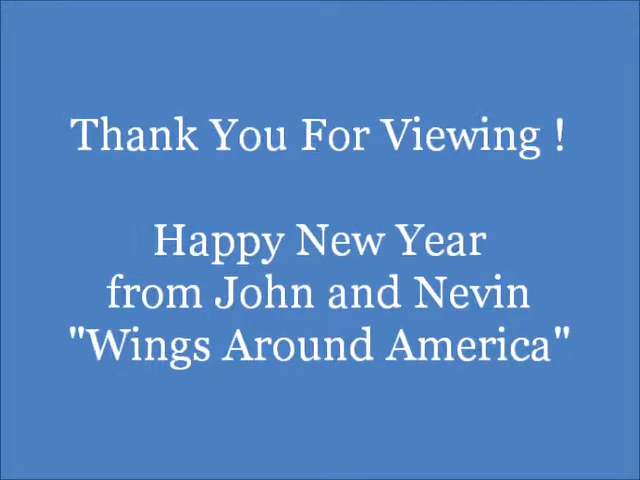 Thank You For Viewing !
Happy New Year
from John and Nevin
"Wings Around America"